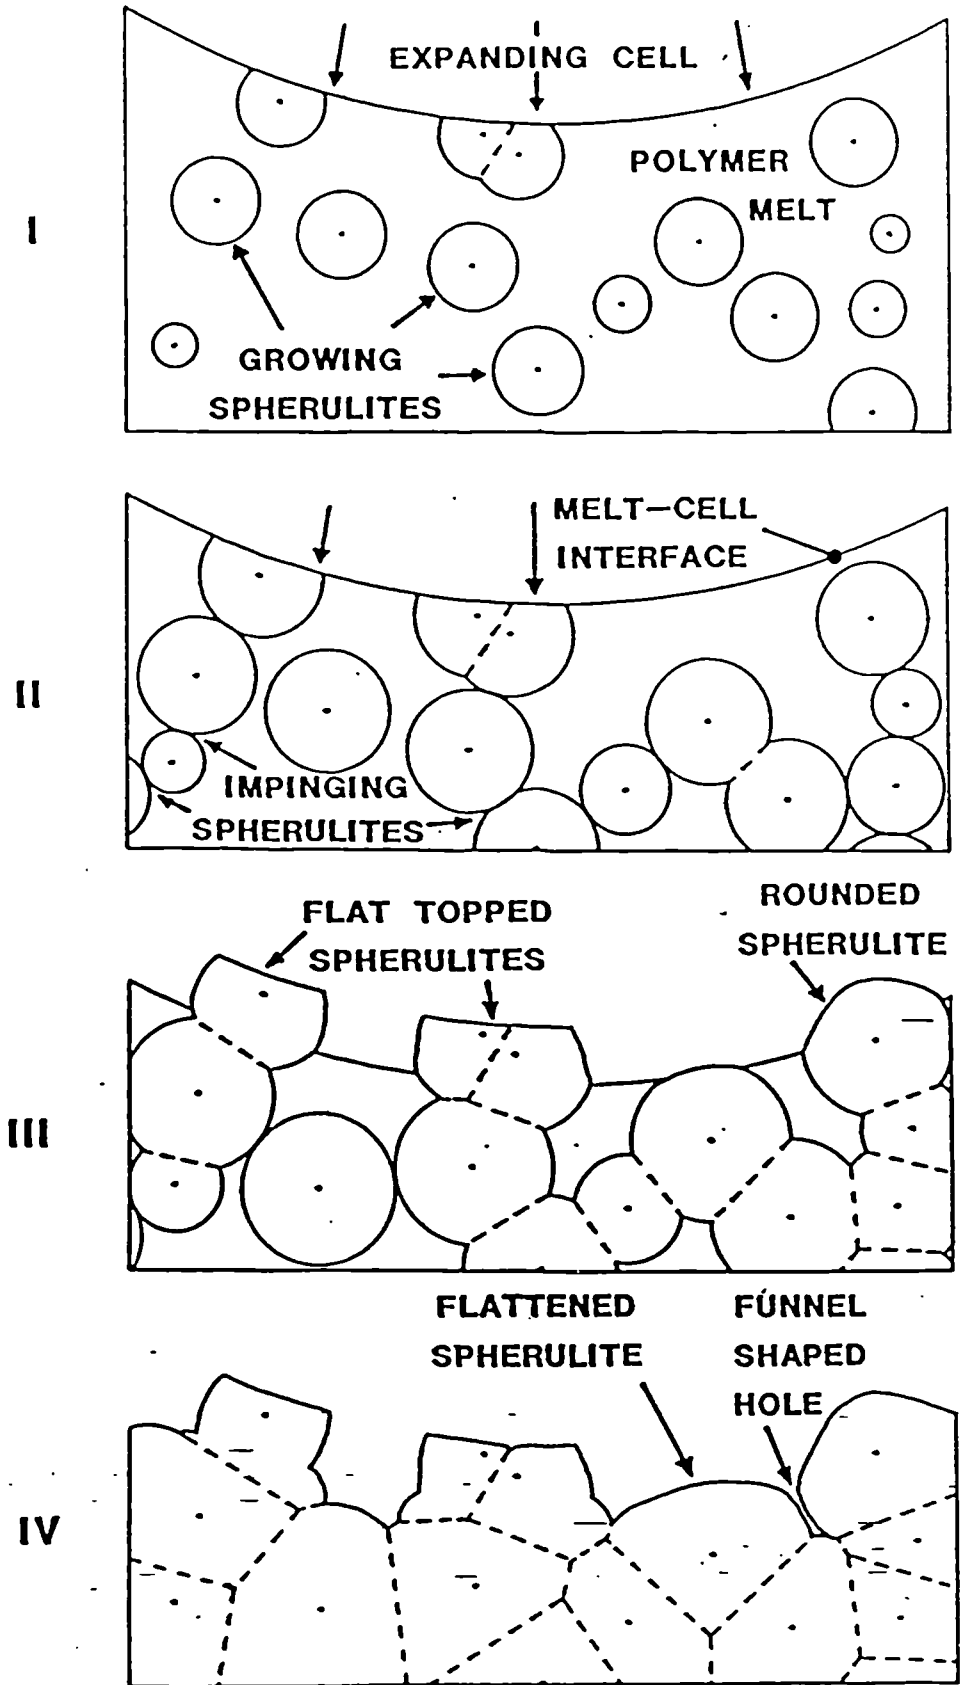 EXPANDING CELL
POLYMER
MELT
I
GROWING
SPHERULITES
MELT-CELL
INTERFACE
II
IMPINGING
SPHERULITES
FLAT TOPPED
SPHERULITES
ROUNDED
SPHERULITE
III
FLATTENED
SPHERULITE
FUNNEL
SHAPED
HOLE
IV